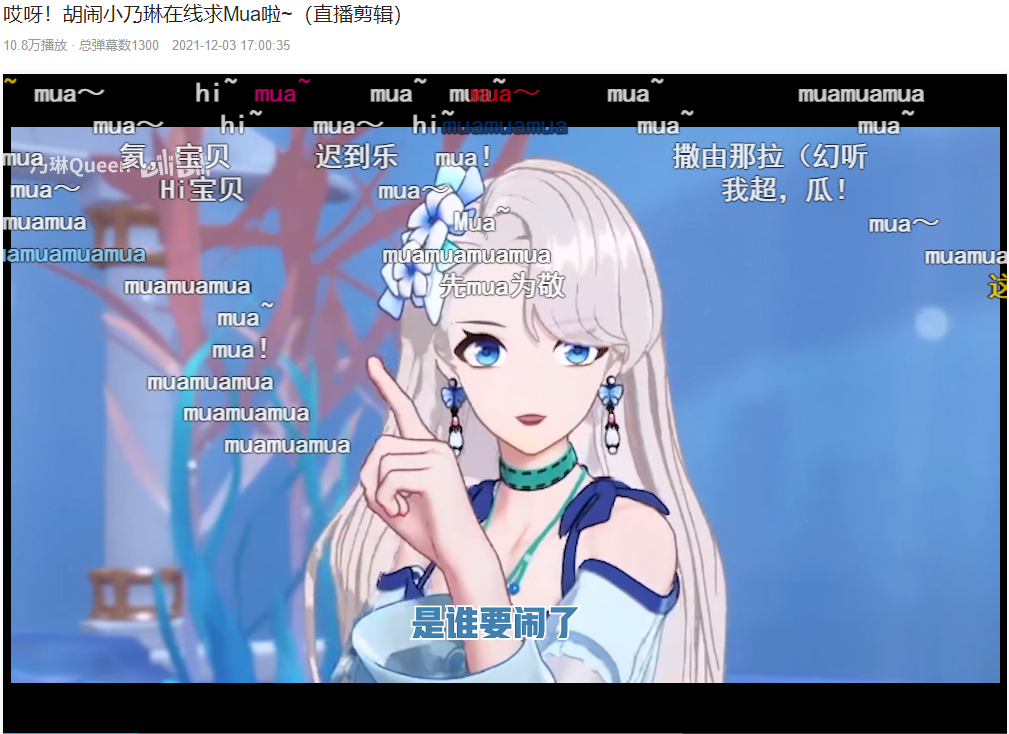 哎呀！胡闹小乃琳在线求Mua啦~（直播剪辑）
10.8万播放 · 总弹幕数1300 2021-12-03 17:00:35
~
mua～ hi~ mua~ mua~ mua~ mua～ mua~ muamuamua
mua～ hi~ mua～ hi~ muamuamua mua~ mua~
mua 宝贝 迟到乐 mua！ 撒由那拉（幻听
乃琳Queen bilibili
mua～ Hi宝贝 mua～ 我超，瓜！
muamua Mua~ mua～
muamuamua muamuamuamua muamua
muamuamua 先mua为敬 这
mua~
mua！
muamuamua
muamuamua
muamuamua
是谁要闹了